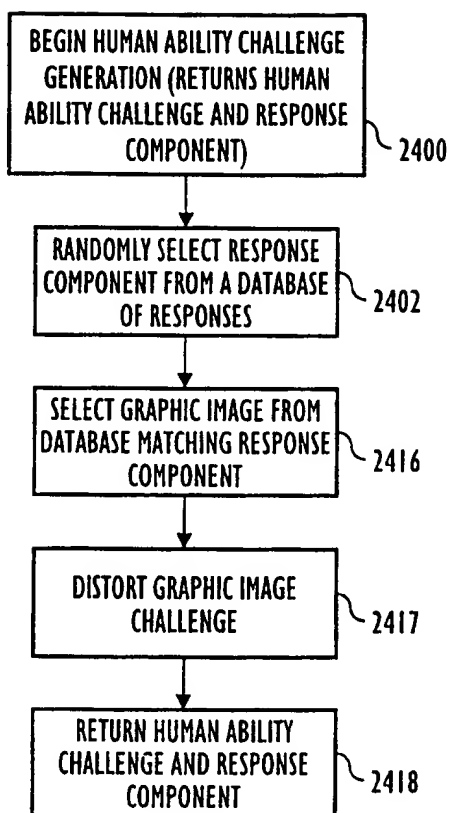 BEGIN HUMAN ABILITY CHALLENGE
GENERATION (RETURNS HUMAN
ABILITY CHALLENGE AND RESPONSE
COMPONENT)
2400
RANDOMLY SELECT RESPONSE
COMPONENT FROM A DATABASE
OF RESPONSES
2402
SELECT GRAPHIC IMAGE FROM
DATABASE MATCHING RESPONSE
COMPONENT
2416
DISTORT GRAPHIC IMAGE
CHALLENGE
2417
RETURN HUMAN ABILITY
CHALLENGE AND RESPONSE
COMPONENT
2418